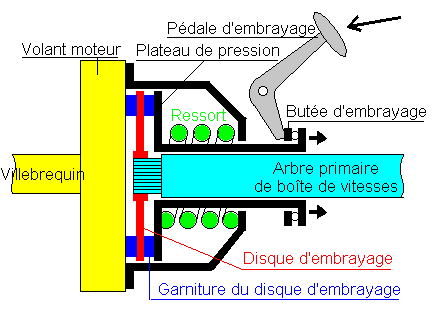 Pédale d'embrayage
Volant moteur
Plateau de pression
Ressort
Butée d'embrayage
Villebrequin
Arbre primaire
de boîte de vitesses
Disque d'embrayage
Garniture du disque d'embrayage